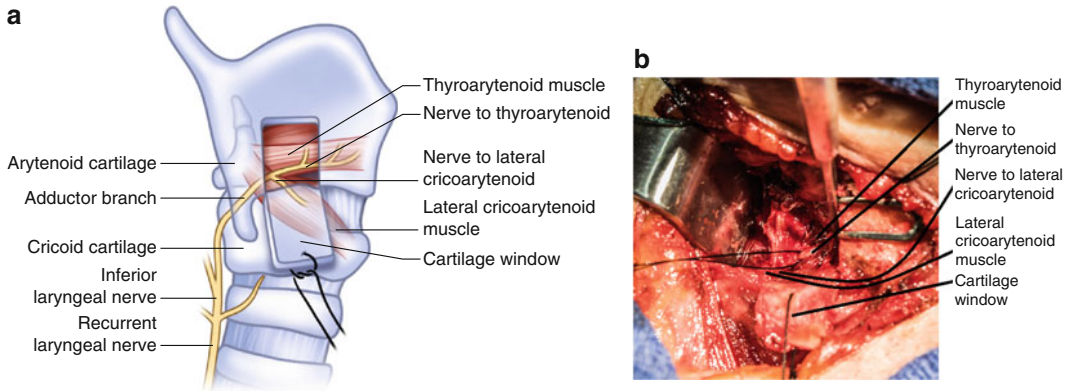 a
Thyroarytenoid muscle
Nerve to thyroarytenoid
Arytenoid cartilage
Nerve to lateral
cricoarytenoid
Adductor branch
Lateral cricoarytenoid
muscle
Cricoid cartilage
Cartilage window
Inferior
laryngeal nerve
Recurrent
laryngeal nerve
b
Thyroarytenoid
muscle
Nerve to
thyroarytenoid
Nerve to lateral
cricoarytenoid
Lateral
cricoarytenoid
muscle
Cartilage
window